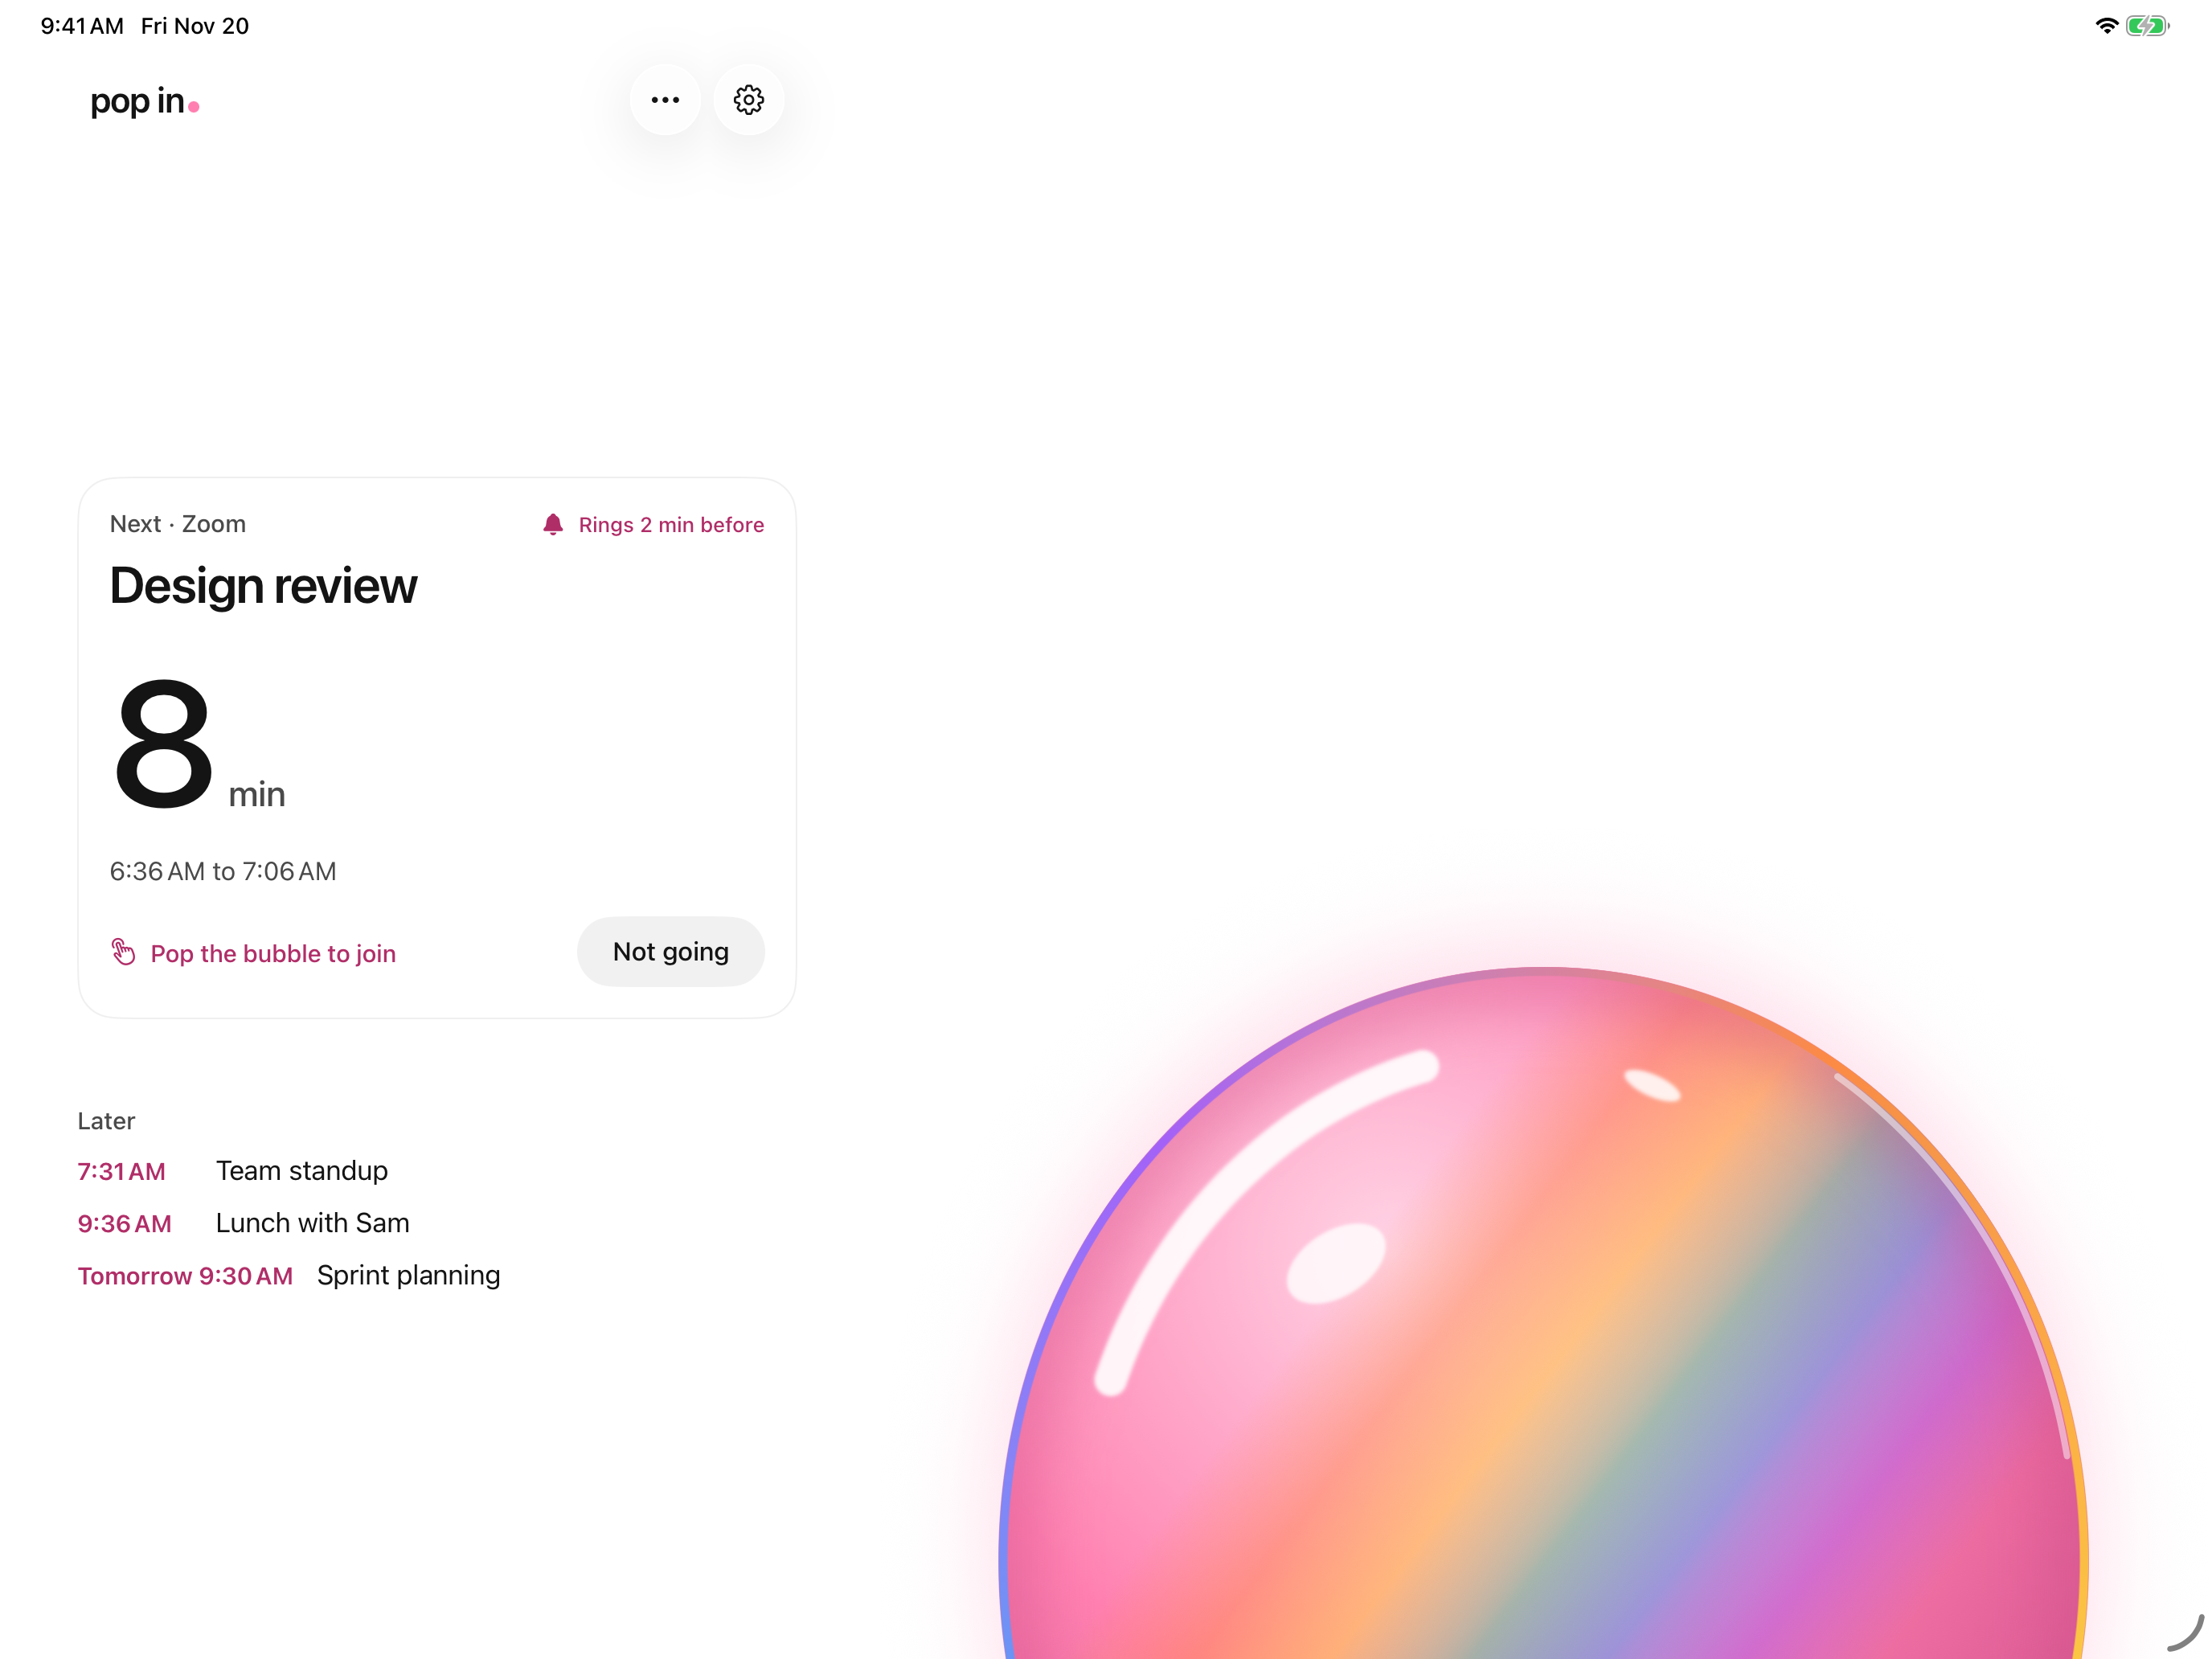 9:41 AM Fri Nov 20
pop in
Next · Zoom
Rings 2 min before
Design review
8 min
6:36 AM to 7:06 AM
Pop the bubble to join
Not going
Later
7:31 AM Team standup
9:36 AM Lunch with Sam
Tomorrow 9:30 AM Sprint planning